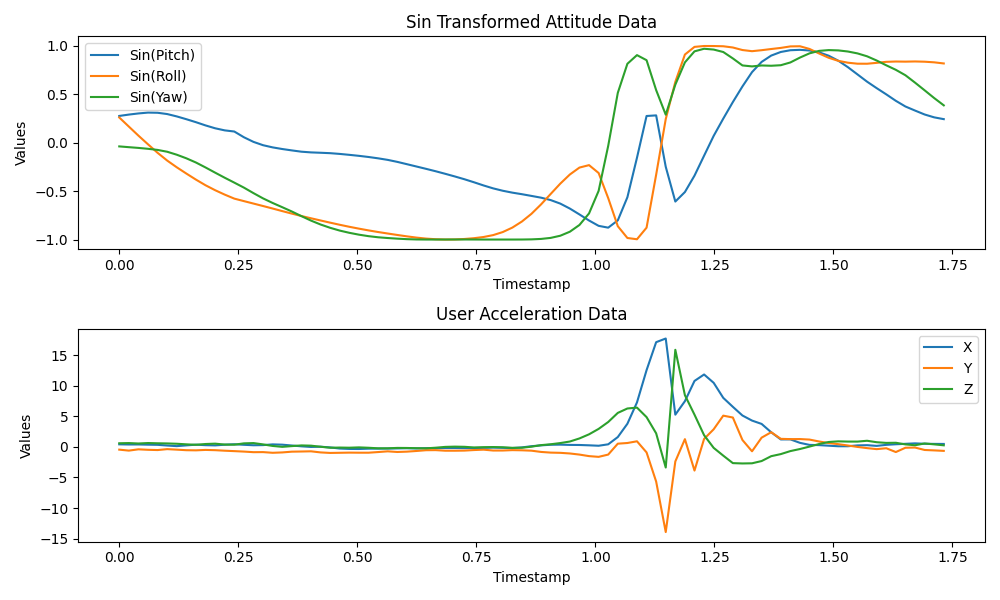 Sin Transformed Attitude Data
Values
1.0
0.5
0.0
−0.5
−1.0
Sin(Pitch)
Sin(Roll)
Sin(Yaw)
0.00 0.25 0.50 0.75 1.00 1.25 1.50 1.75
Timestamp
User Acceleration Data
Values
15
10
5
0
−5
−10
−15
X
Y
Z
0.00 0.25 0.50 0.75 1.00 1.25 1.50 1.75
Timestamp